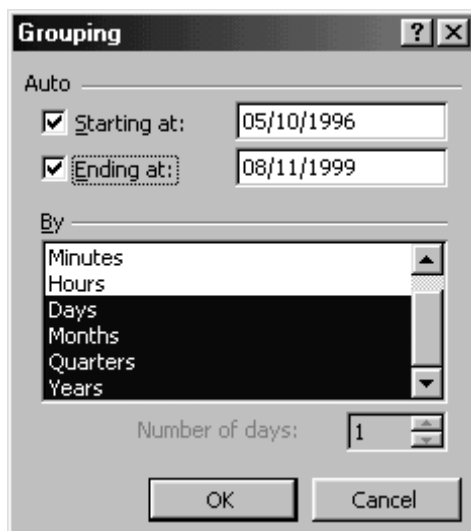 Grouping
Auto
Starting at: 05/10/1996
Ending at: 08/11/1999
By
Minutes
Hours
Days
Months
Quarters
Years
Number of days: 1
OK Cancel